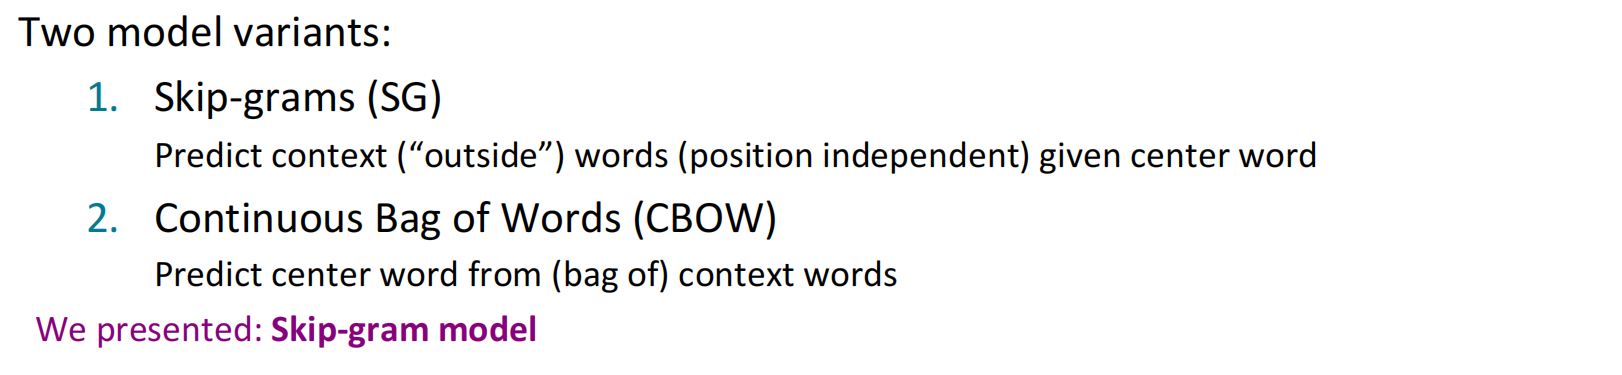 Two model variants:
1. Skip-grams (SG)
Predict context (“outside”) words (position independent) given center word
2. Continuous Bag of Words (CBOW)
Predict center word from (bag of) context words
We presented: Skip-gram model